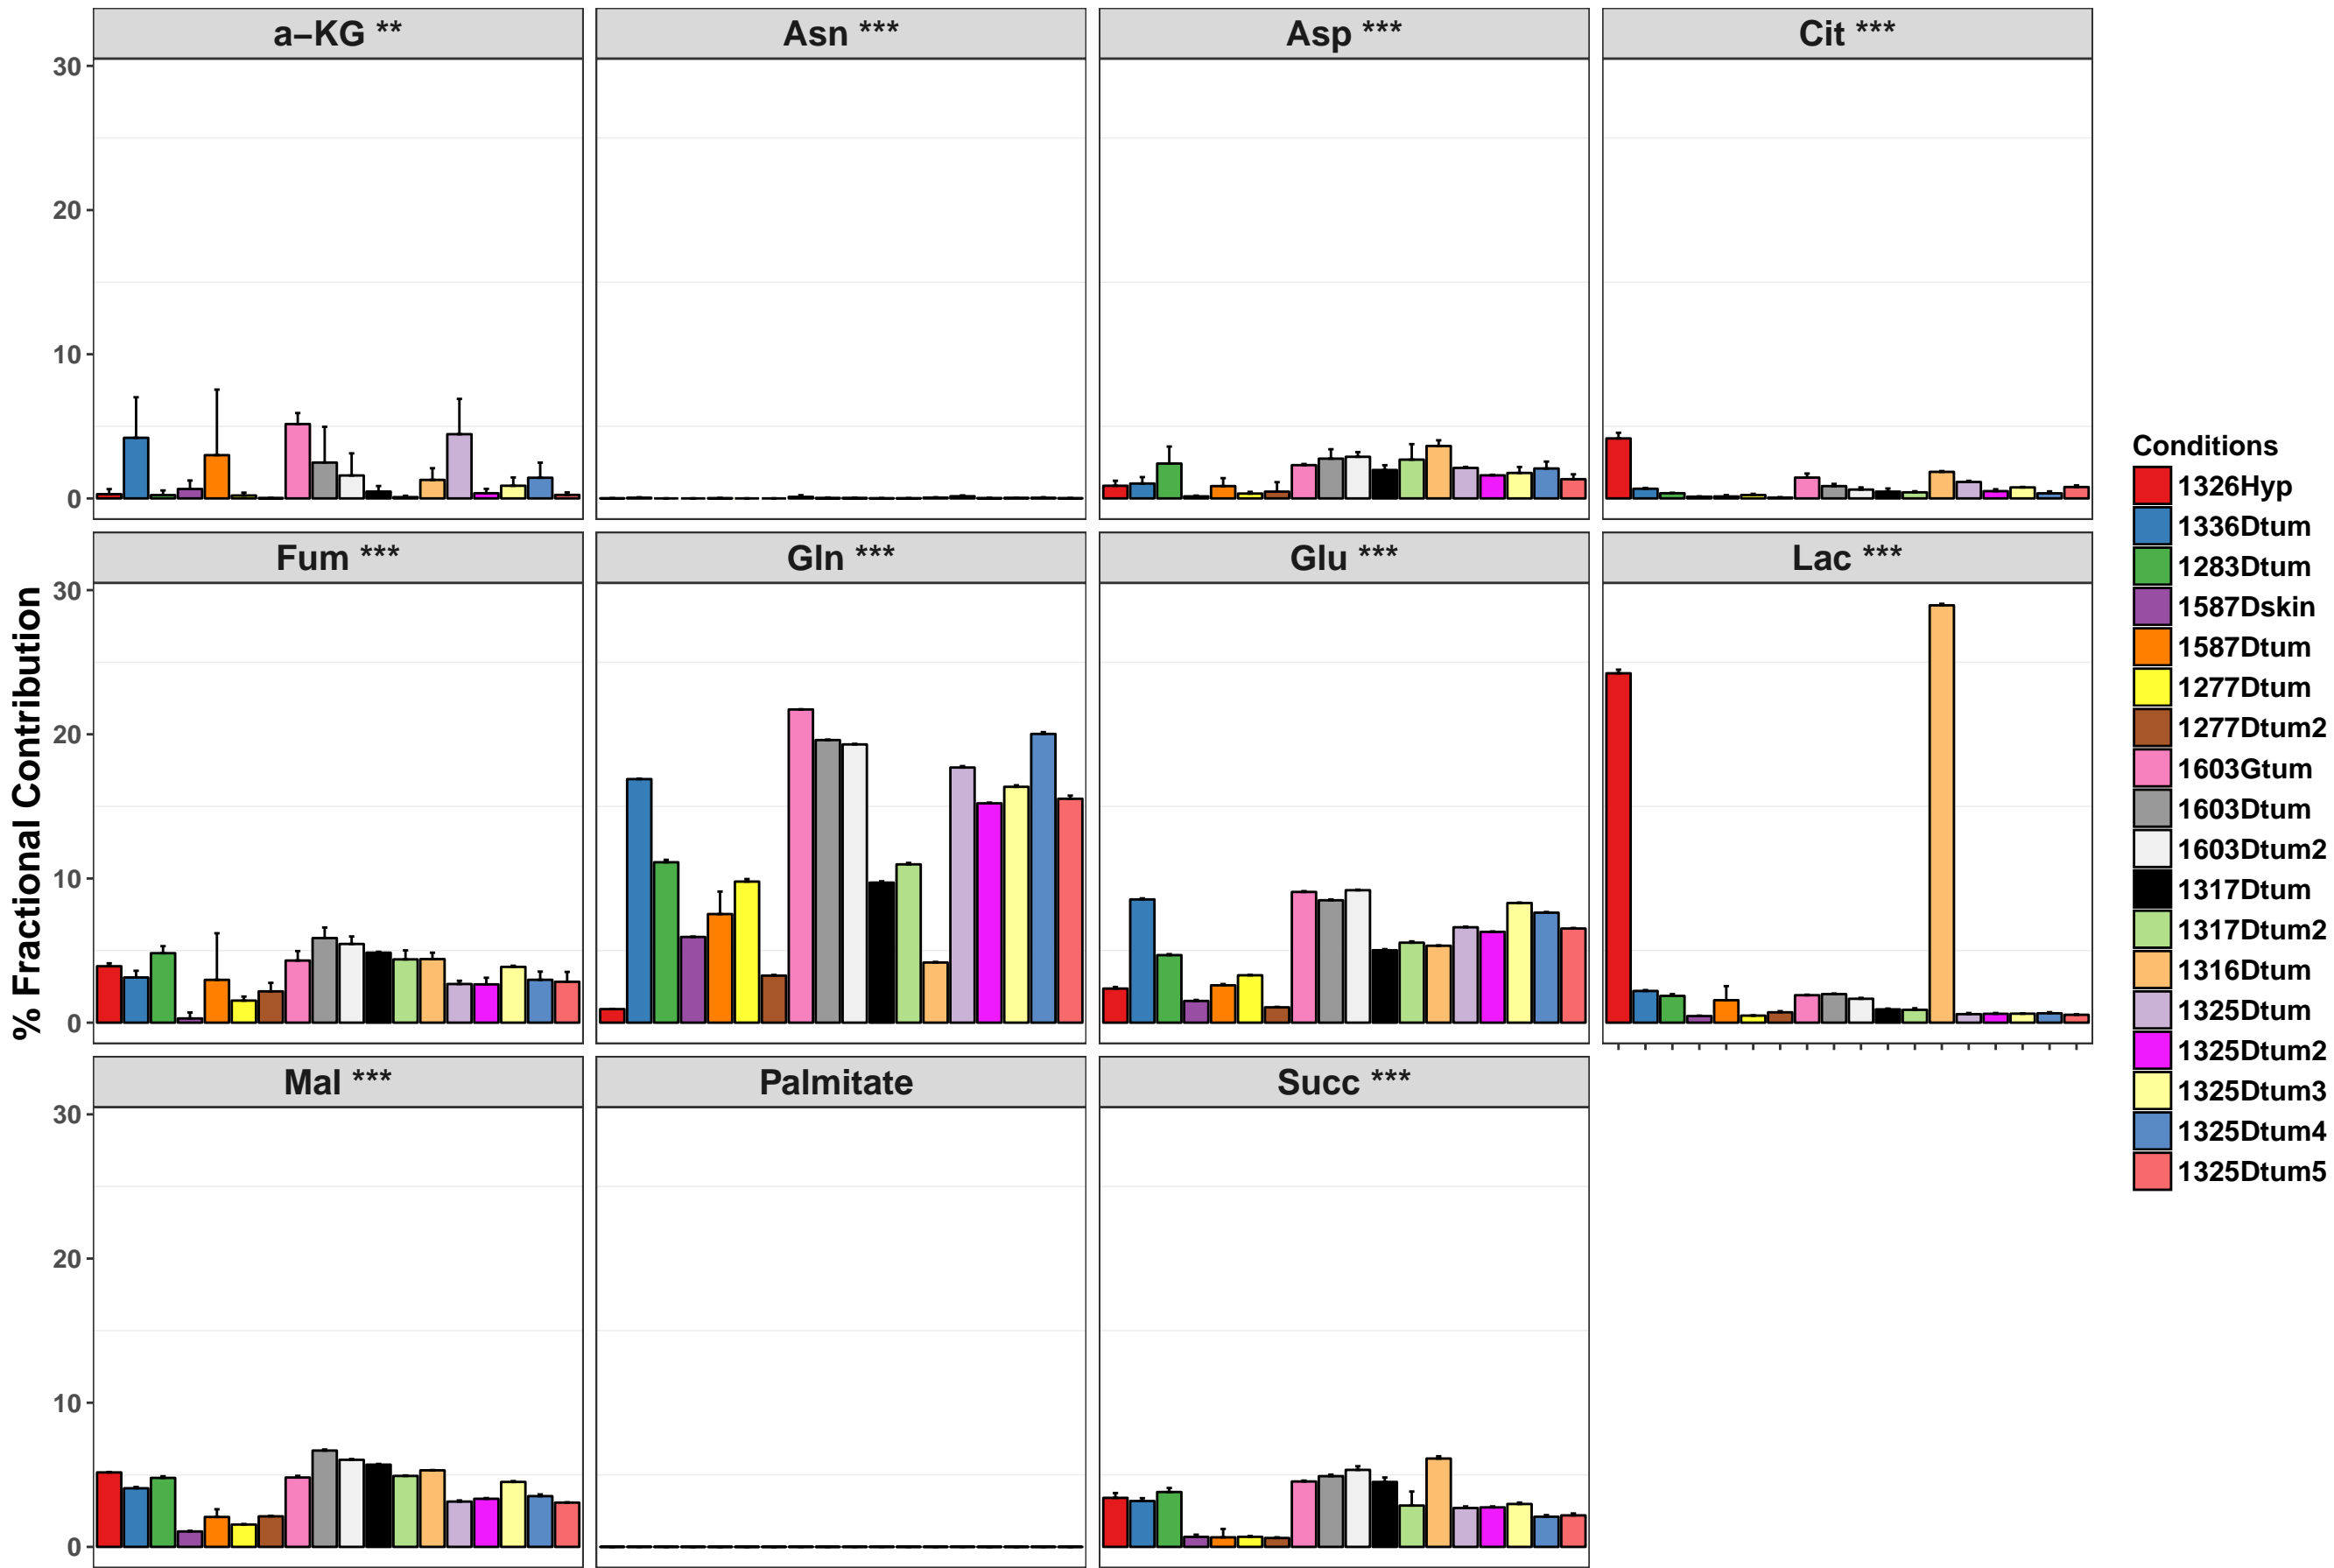 a−KG **
Asn ***
Asp ***
Cit ***
30
20
10
0
Fum ***
Gln ***
Glu ***
Lac ***
30
20
10
0
Mal ***
Palmitate
Succ ***
30
20
10
0
% Fractional Contribution
Conditions
1326Hyp
1336Dtum
1283Dtum
1587Dskin
1587Dtum
1277Dtum
1277Dtum2
1603Gtum
1603Dtum
1603Dtum2
1317Dtum
1317Dtum2
1316Dtum
1325Dtum
1325Dtum2
1325Dtum3
1325Dtum4
1325Dtum5